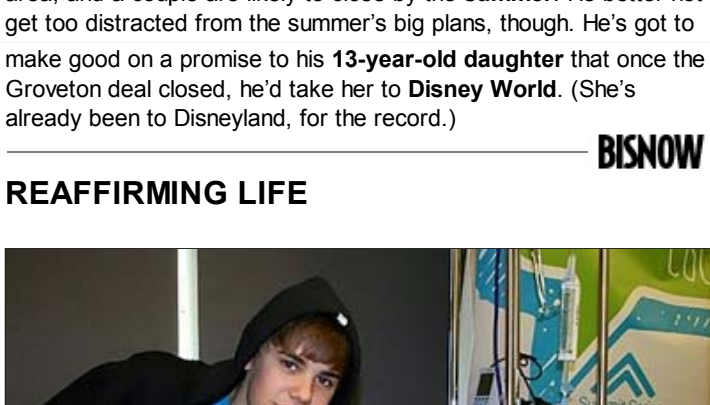 get too distracted from the summer's big plans, though. He's got to
make good on a promise to his 13-year-old daughter that once the
Groveton deal closed, he'd take her to Disney World. (She's
already been to Disneyland, for the record.)
BISNOW
REAFFIRMING LIFE